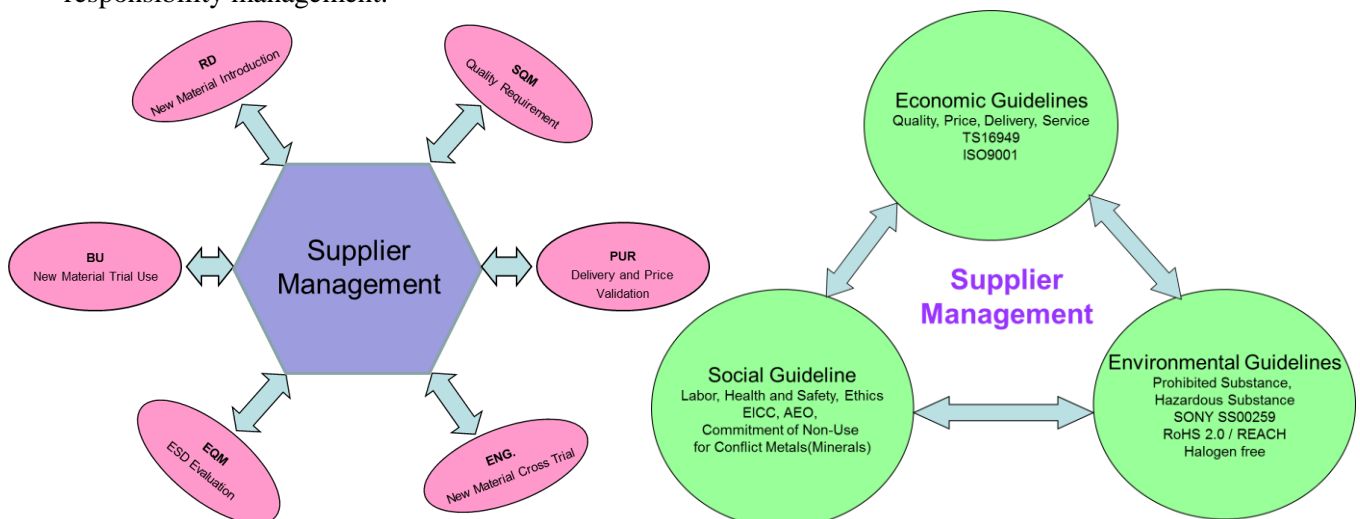 responsibility management.
RD
New Material Introduction
SQM
Quality Requirement
BU
New Material Trial Use
Supplier
Management
PUR
Delivery and Price
Validation
EQM
ESD Evaluation
ENG.
New Material Cross Trial
Economic Guidelines
Quality, Price, Delivery, Service
TS16949
ISO9001
Supplier
Management
Social Guideline
Labor, Health and Safety, Ethics
EICC, AEO,
Commitment of Non-Use
for Conflict Metals(Minerals)
Environmental Guidelines
Prohibited Substance,
Hazardous Substance
SONY SS00259
RoHS 2.0 / REACH
Halogen free